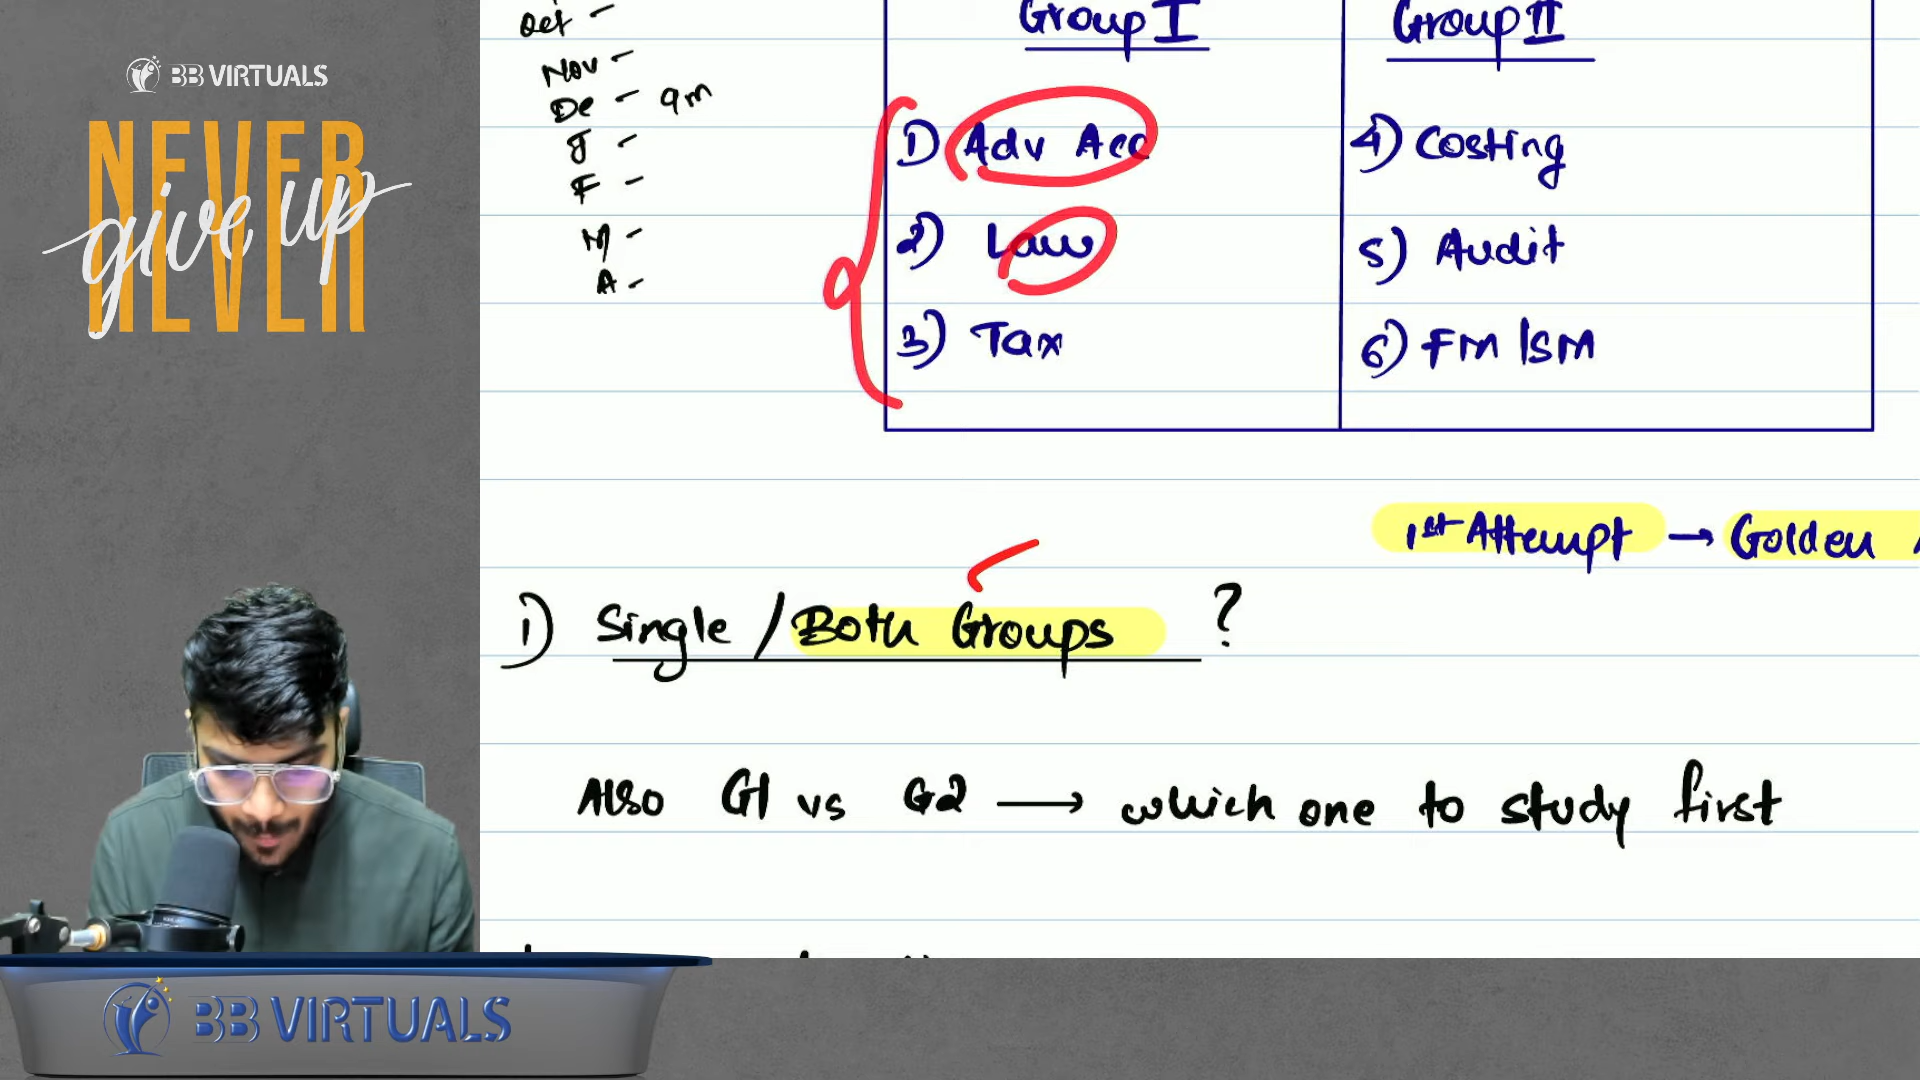 BB VIRTUALS
NEVER
give up
NEVER
Oct -
Nov -
De - 9m
J -
F -
M -
A -
Group I
1) Adv Acc
2) Law
3) Tax
Group II
4) Costing
5) Audit
6) FM/SM
1st Attempt → Golden
i) Single / Both Groups ?
Also G1 vs G2 → which one to study first
BB VIRTUALS